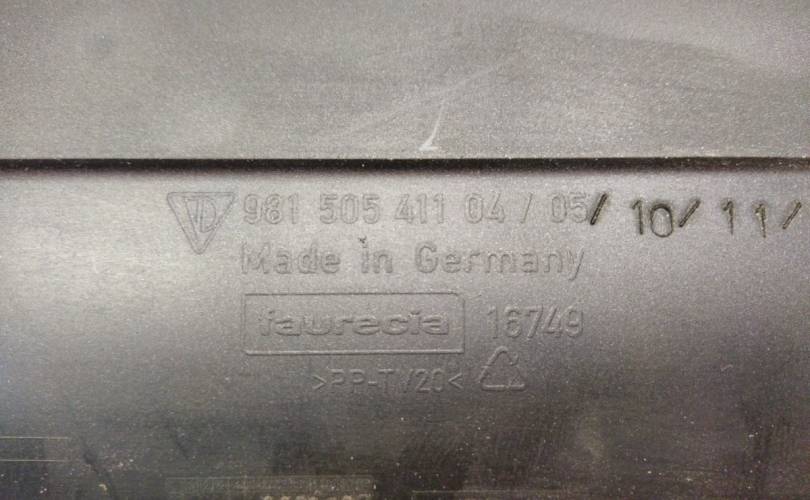 981 505 411 04 / 05 / 10 / 11 /
Made in Germany
faurecia 16749
>PP-TV20<